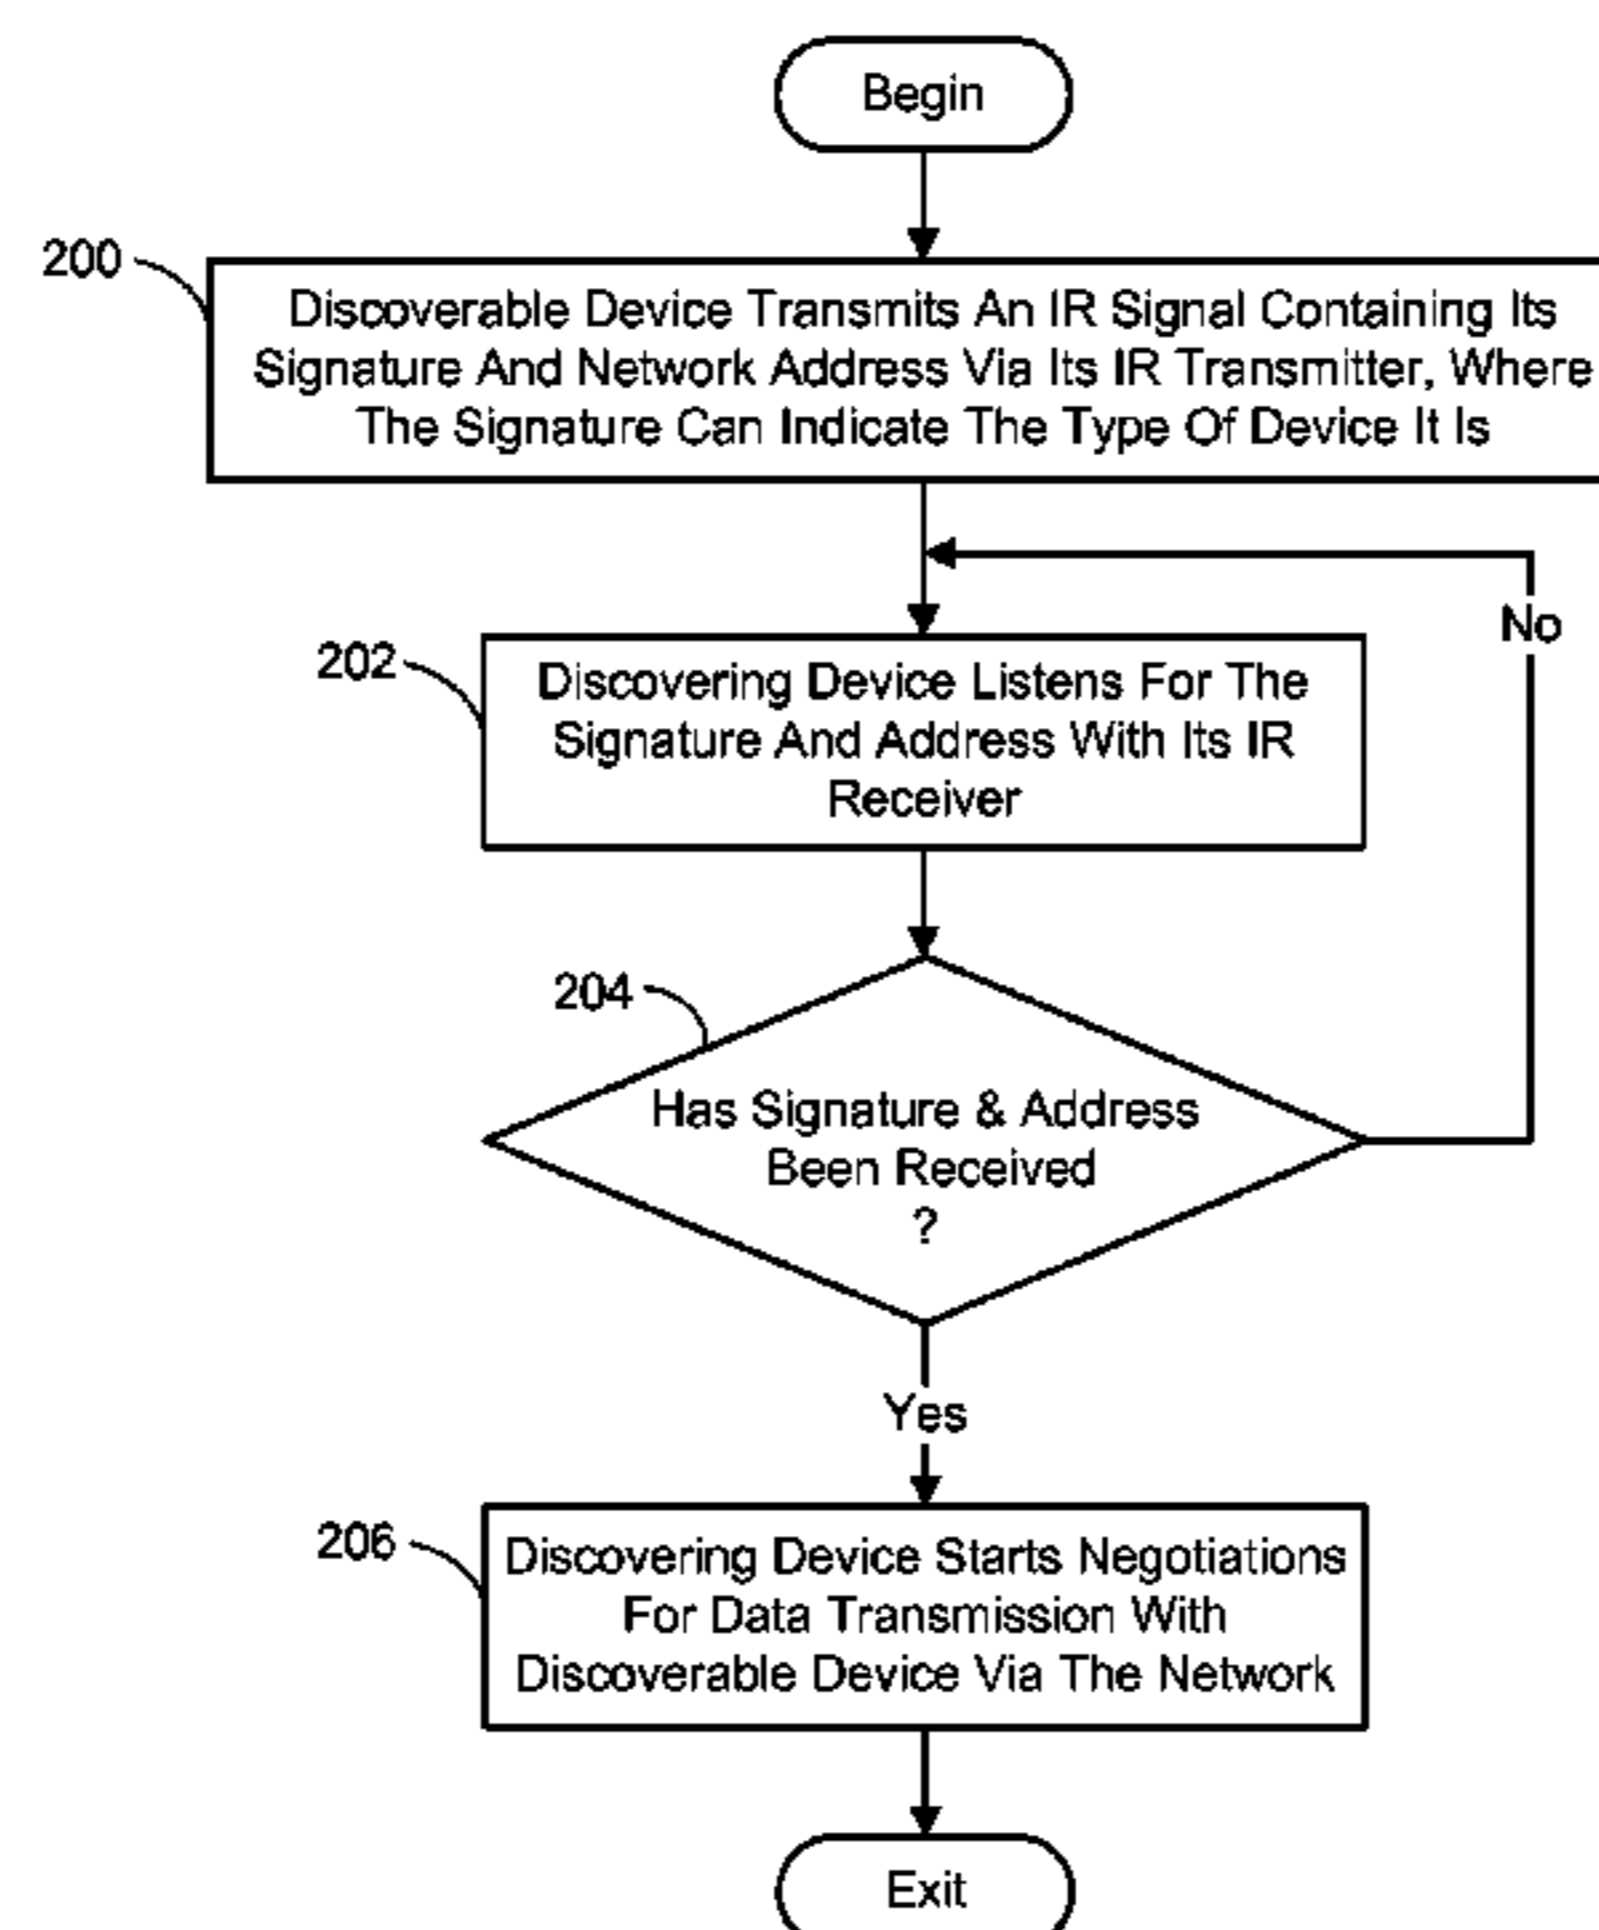 Begin
200
Discoverable Device Transmits An IR Signal Containing Its
Signature And Network Address Via Its IR Transmitter, Where
The Signature Can Indicate The Type Of Device It Is
No
202
Discovering Device Listens For The
Signature And Address With Its IR
Receiver
204
Has Signature & Address
Been Received
?
Yes
206
Discovering Device Starts Negotiations
For Data Transmission With
Discoverable Device Via The Network
Exit